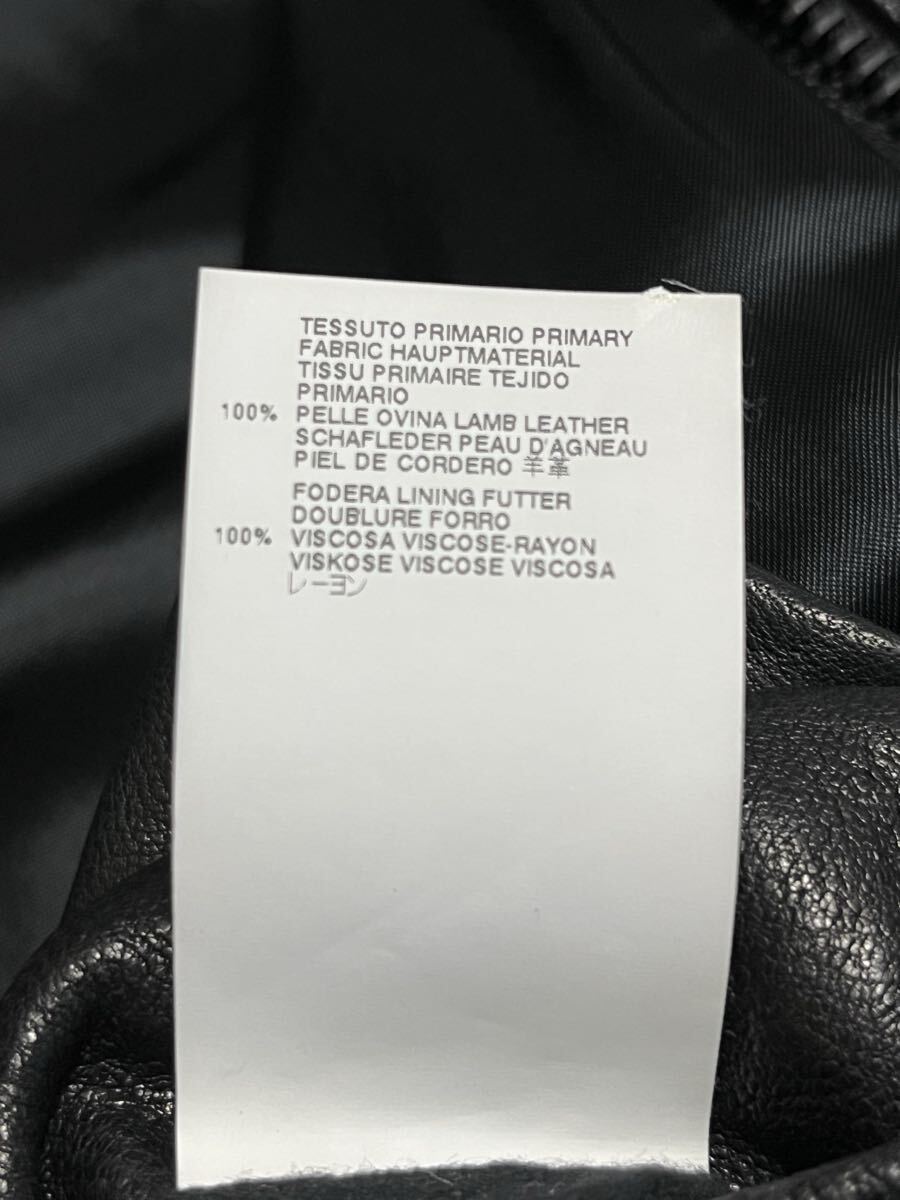 TESSUTO PRIMARIO PRIMARY
FABRIC HAUPTMATERIAL
TISSU PRIMAIRE TEJIDO
PRIMARIO
100% PELLE OVINA LAMB LEATHER
SCHAFLEDER PEAU D'AGNEAU
PIEL DE CORDERO 羊革
FODERA LINING FUTTER
DOUBLURE FORRO
100% VISCOSA VISCOSE-RAYON
VISKOSE VISCOSE VISCOSA
レーヨン